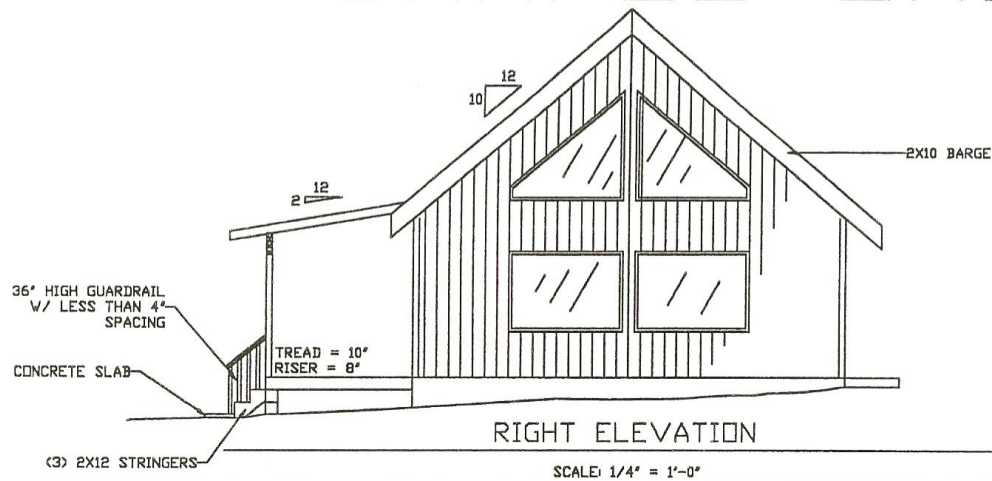 12
10
2X10 BARGE
12
2
36" HIGH GUARDRAIL
W/ LESS THAN 4"
SPACING
TREAD = 10"
RISER = 8"
CONCRETE SLAB
(3) 2X12 STRINGERS
RIGHT ELEVATION
SCALE: 1/4" = 1'-0"